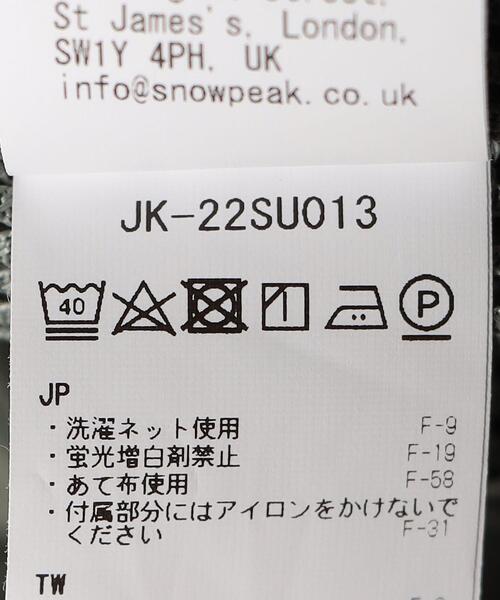 St James's, London,
SW1Y 4PH, UK
info@snowpeak.co.uk
JK-22SU013
40
P
JP
・洗濯ネット使用 F-9
・蛍光増白剤禁止 F-19
・あて布使用 F-58
・付属部分にはアイロンをかけないで
ください F-31
TW